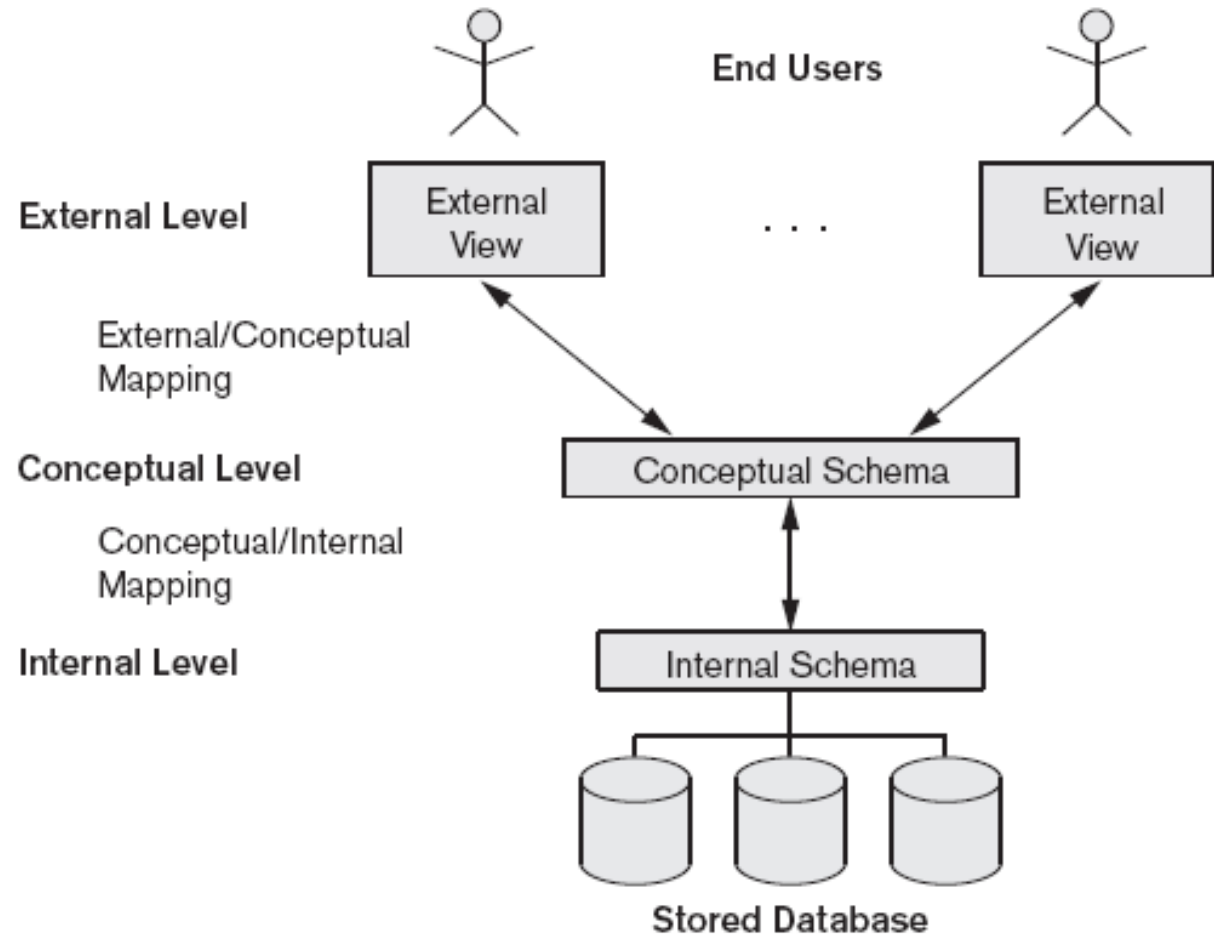 End Users
External Level
External
View
. . .
External
View
External/Conceptual
Mapping
Conceptual Level
Conceptual Schema
Conceptual/Internal
Mapping
Internal Level
Internal Schema
Stored Database